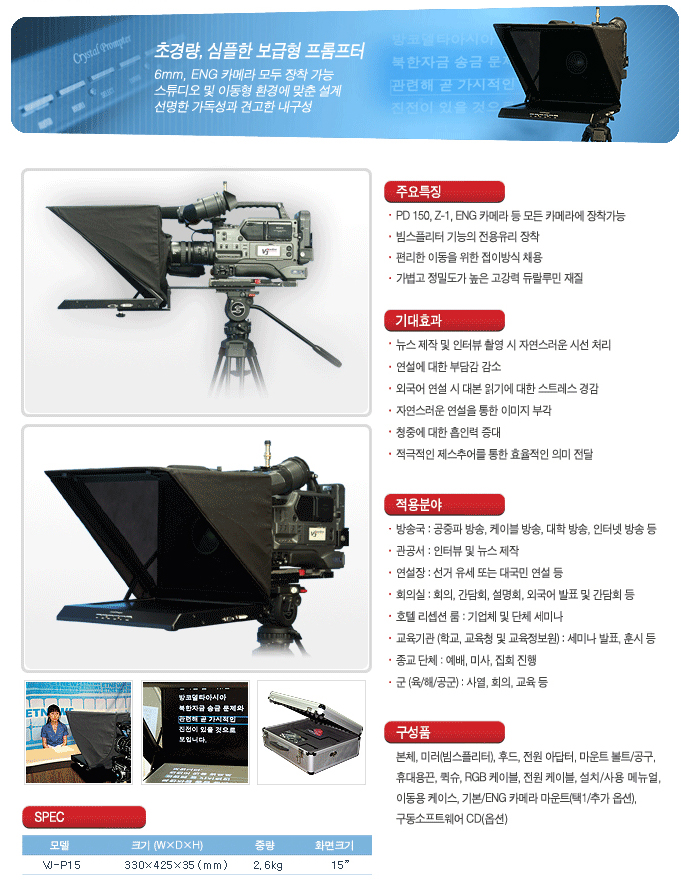 Crystal Prompter
초경량, 심플한 보급형 프롬프터
6mm, ENG 카메라 모두 장착 가능
스튜디오 및 이동형 환경에 맞춘 설계
선명한 가독성과 견고한 내구성
방코델타아시아
북한자금 송금 문제
관련해 곧 가시적인
진전이 있을 것으
주요특징
· PD 150, Z-1, ENG 카메라 등 모든 카메라에 장착가능
· 빔스플리터 기능의 전용유리 장착
· 편리한 이동을 위한 접이방식 채용
· 가볍고 정밀도가 높은 고강력 듀랄루민 재질
기대효과
· 뉴스 제작 및 인터뷰 촬영 시 자연스러운 시선 처리
· 연설에 대한 부담감 감소
· 외국어 연설 시 대본 읽기에 대한 스트레스 경감
· 자연스러운 연설을 통한 이미지 부각
· 청중에 대한 흡인력 증대
· 적극적인 제스추어를 통한 효율적인 의미 전달
적용분야
· 방송국 : 공중파 방송, 케이블 방송, 대학 방송, 인터넷 방송 등
· 관공서 : 인터뷰 및 뉴스 제작
· 연설장 : 선거 유세 또는 대국민 연설 등
· 회의실 : 회의, 간담회, 설명회, 외국어 발표 및 간담회 등
· 호텔 리셉션 룸 : 기업체 및 단체 세미나
· 교육기관 (학교, 교육청 및 교육정보원) : 세미나 발표, 훈시 등
· 종교 단체 : 예배, 미사, 집회 진행
· 군 (육/해/공군) : 사열, 회의, 교육 등
방코델타아시아
북한자금 송금 문제와
관련해 곧 가시적인
진전이 있을 것으로
보입니다.
구성품
본체, 미러(빔스플리터), 후드, 전원 아답터, 마운트 볼트/공구,
휴대용끈, 퀵슈, RGB 케이블, 전원 케이블, 설치/사용 메뉴얼,
이동용 케이스, 기본/ENG 카메라 마운트(택1/추가 옵션),
구동소프트웨어 CD(옵션)
SPEC
모델 크기 (W×D×H) 중량 화면크기
VJ-P15 330×425×35 (mm) 2.6kg 15”